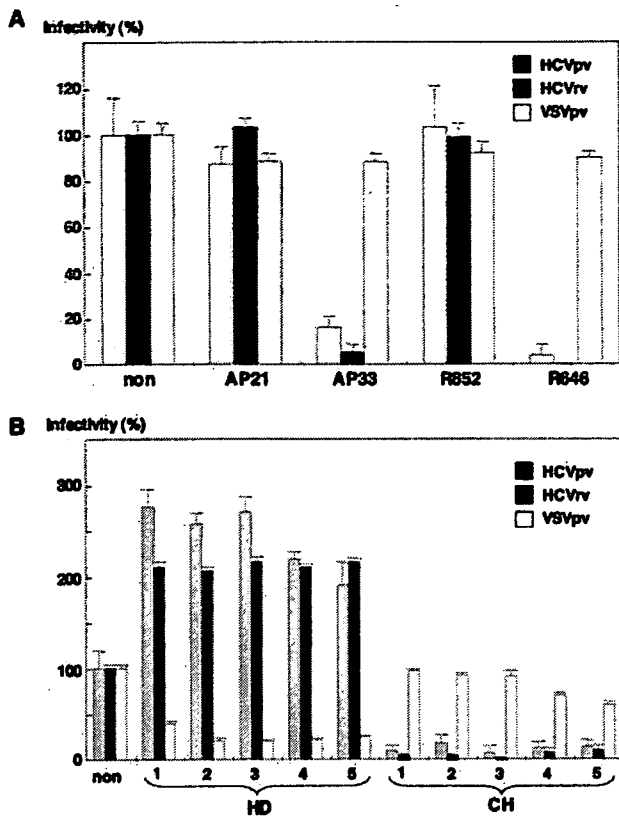 A
Infectivity (%)
HCVpv
HCVrv
VSVpv
120
100
80
60
40
20
0
non AP21 AP33 R852 R646
B
Infectivity (%)
HCVpv
HCVrv
VSVpv
300
200
100
0
non 1 2 3 4 5 1 2 3 4 5
HD CH